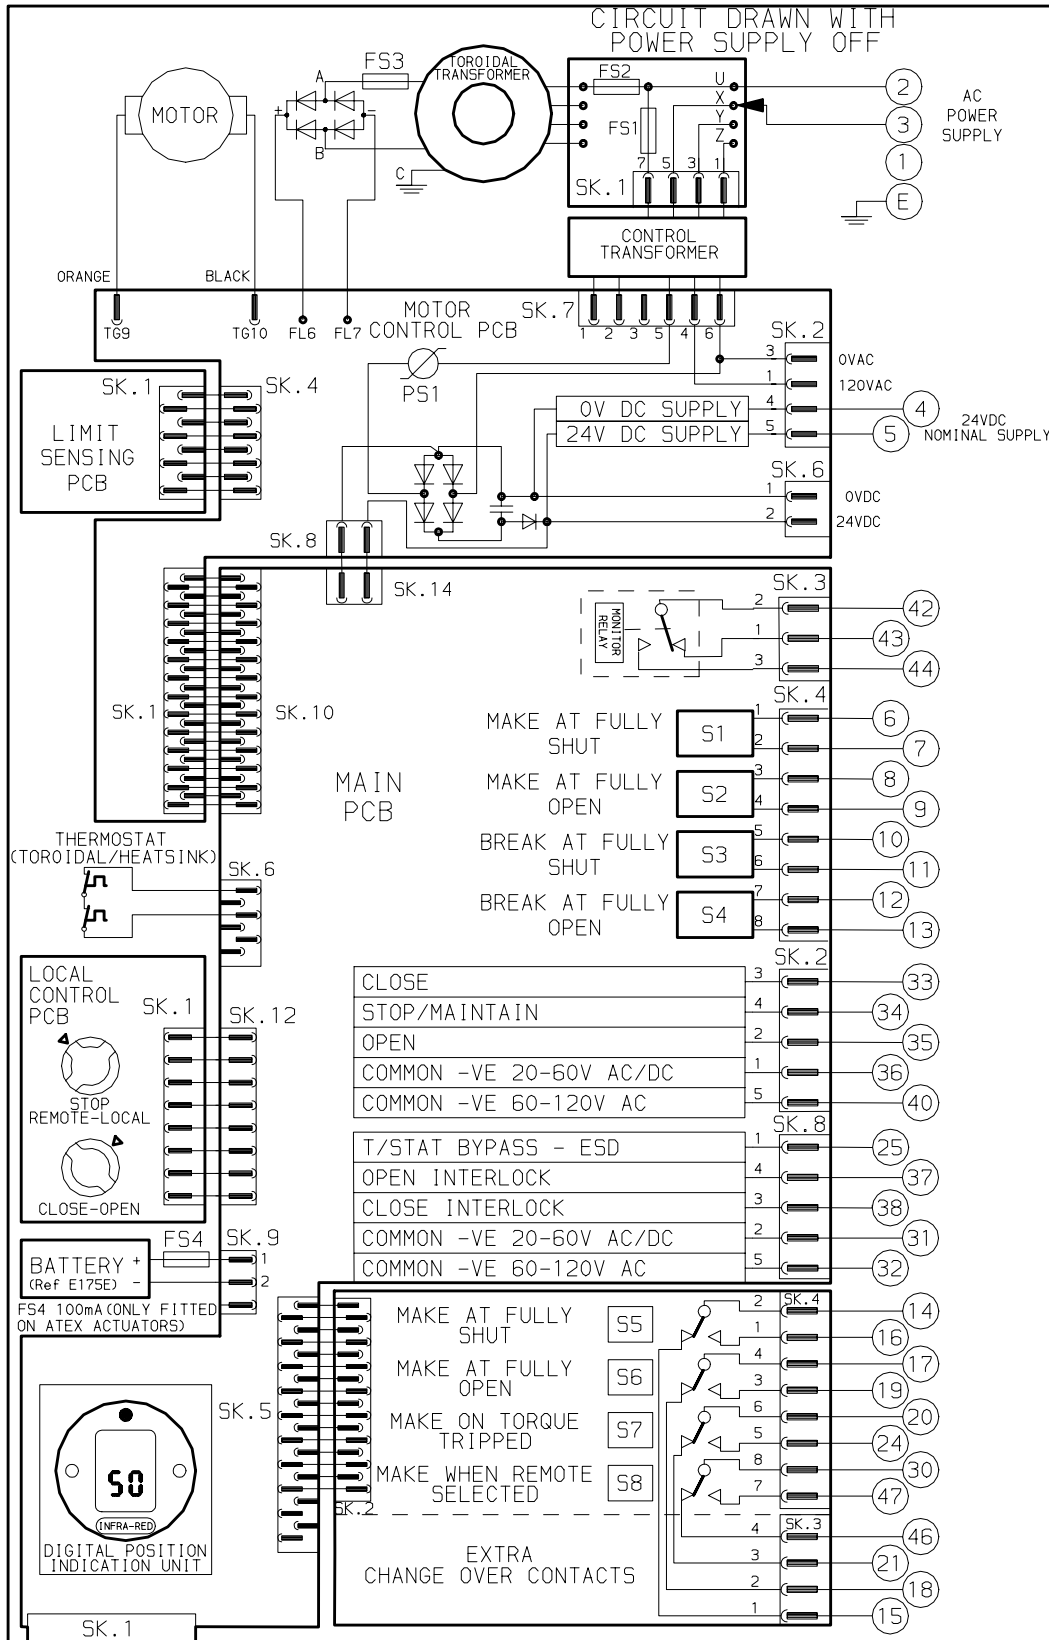 CIRCUIT DRAWN WITH
POWER SUPPLY OFF
FS3
TOROIDAL
TRANSFORMER
FS2
U
2
A
X
AC
POWER
SUPPLY
MOTOR
+
-
FS1
Y
3
B
Z
1
C
7 5 3 1
SK.1
E
CONTROL
TRANSFORMER
ORANGE
BLACK
TG9
TG10
FL6
FL7
MOTOR
CONTROL PCB
SK.7
1 2 3 5 4 6
SK.2
3
0VAC
1
120VAC
PS1
0V DC SUPPLY
4
4
24V DC SUPPLY
5
5
24VDC
NOMINAL SUPPLY
SK.1
SK.4
LIMIT
SENSING
PCB
SK.6
1
0VDC
2
24VDC
SK.8
SK.14
SK.3
MONITOR
RELAY
2
42
1
43
3
44
SK.1
SK.10
MAIN
PCB
SK.4
MAKE AT FULLY
SHUT
S1
1
6
2
7
MAKE AT FULLY
OPEN
S2
3
8
4
9
BREAK AT FULLY
SHUT
S3
5
10
6
11
BREAK AT FULLY
OPEN
S4
7
12
8
13
THERMOSTAT
(TOROIDAL/HEATSINK)
SK.6
SK.2
CLOSE
3
33
STOP/MAINTAIN
4
34
OPEN
2
35
COMMON -VE 20-60V AC/DC
1
36
COMMON -VE 60-120V AC
5
40
LOCAL
CONTROL
PCB
SK.1
SK.12
STOP
REMOTE-LOCAL
CLOSE-OPEN
SK.8
T/STAT BYPASS - ESD
1
25
OPEN INTERLOCK
4
37
CLOSE INTERLOCK
3
38
COMMON -VE 20-60V AC/DC
2
31
COMMON -VE 60-120V AC
5
32
FS4
SK.9
BATTERY +
(Ref E175E) -
1
2
FS4 100mA(ONLY FITTED
ON ATEX ACTUATORS)
SK.4
MAKE AT FULLY
SHUT
S5
2
14
1
16
MAKE AT FULLY
OPEN
S6
4
17
3
19
MAKE ON TORQUE
TRIPPED
S7
6
20
5
24
MAKE WHEN REMOTE
SELECTED
S8
8
30
7
47
SK.5
SK.2
50
(INFRA-RED)
DIGITAL POSITION
INDICATION UNIT
SK.3
EXTRA
CHANGE OVER CONTACTS
4
46
3
21
2
18
1
15
SK.1